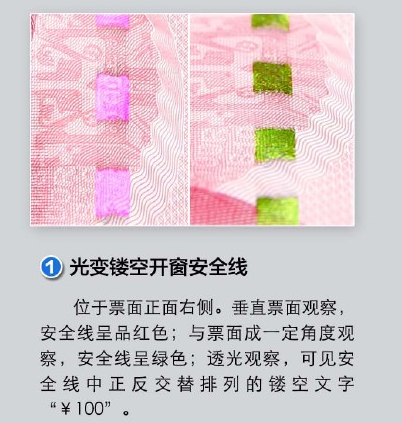 1 光变镂空开窗安全线
位于票面正面右侧。垂直票面观察，
安全线呈品红色；与票面成一定角度观
察，安全线呈绿色；透光观察，可见安
全线中正反交替排列的镂空文字
“￥100”。